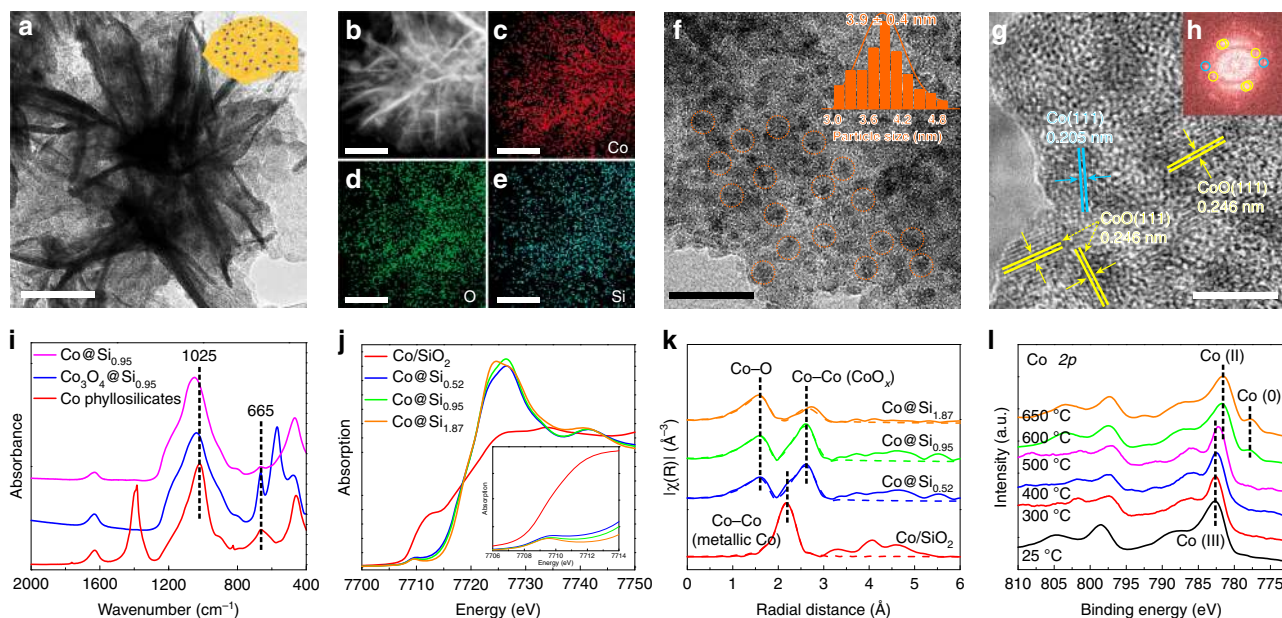 a
b
c
Co
d
O
e
Si
f
3.9 ± 0.4 nm
3.0 3.6 4.2 4.8
Particle size (nm)
g
h
Co(111)
0.205 nm
CoO(111)
0.246 nm
CoO(111)
0.246 nm
i
Co@Si0.95
Co3O4@Si0.95
Co phyllosilicates
1025
665
Absorbance
2000 1600 1200 800 400
Wavenumber (cm⁻¹)
j
Co/SiO2
Co@Si0.52
Co@Si0.95
Co@Si1.87
Absorption
Absorption
7706 7708 7710 7712 7714
Energy (eV)
7700 7710 7720 7730 7740 7750
Energy (eV)
k
Co–O
Co–Co (CoOx)
Co@Si1.87
Co@Si0.95
Co@Si0.52
Co–Co
(metallic Co)
Co/SiO2
|χ(R)| (Å⁻³)
0 1 2 3 4 5 6
Radial distance (Å)
l
Co 2p
Co (II)
Co (0)
650 °C
600 °C
500 °C
400 °C
300 °C
25 °C
Co (III)
Intensity (a.u.)
810 804 798 795 783 777
Binding energy (eV)